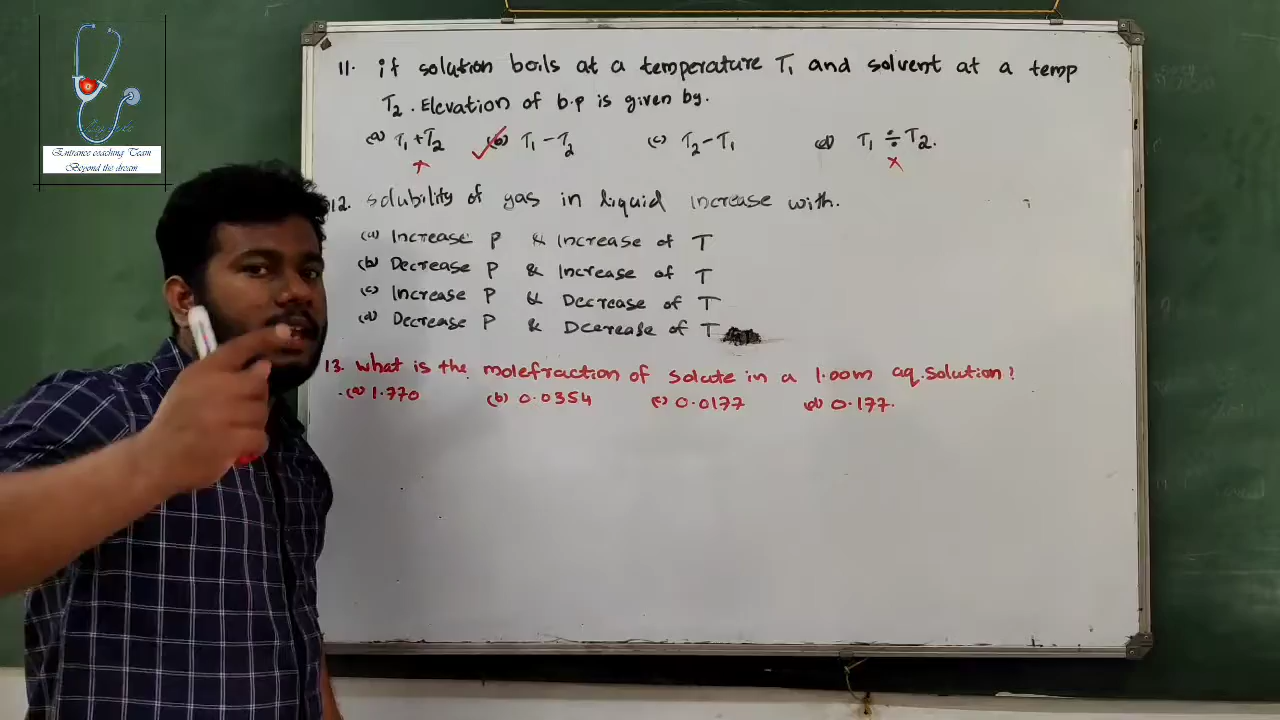 Entrance coaching Team
Beyond the dream
11. if solution boils at a temperature T₁ and solvent at a temp
T₂. Elevation of b.p is given by.
(a) T₁+T₂ (b) T₁-T₂ (c) T₂-T₁ (d) T₁ ÷ T₂.
12. solubility of gas in liquid increase with.
(a) Increase P & Increase of T
(b) Decrease P & Increase of T
(c) Increase P & Decrease of T
(d) Decrease P & Decrease of T
13. what is the molefraction of solute in a 1.00m aq.solution?
(a) 1.770 (b) 0.0354 (c) 0.0177 (d) 0.177.